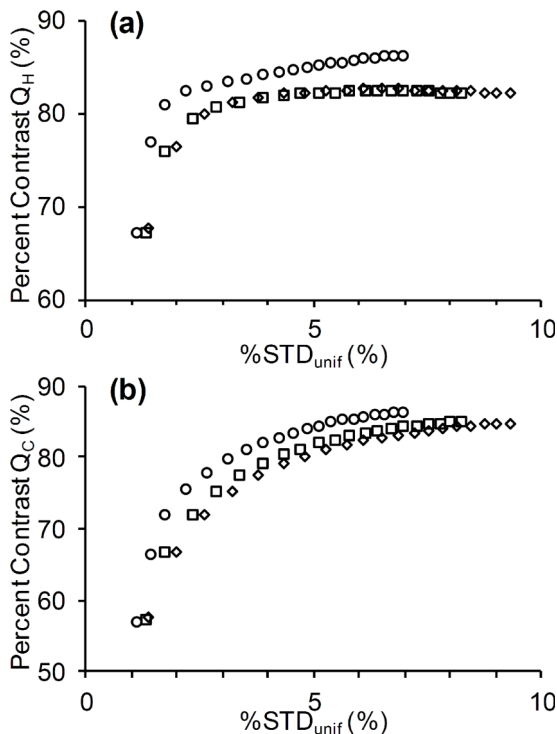 (a)
Percent Contrast Q_H (%)
90
80
70
60
0 5 10
%STD_unif (%)
(b)
Percent Contrast Q_C (%)
90
80
70
60
50
0 5 10
%STD_unif (%)